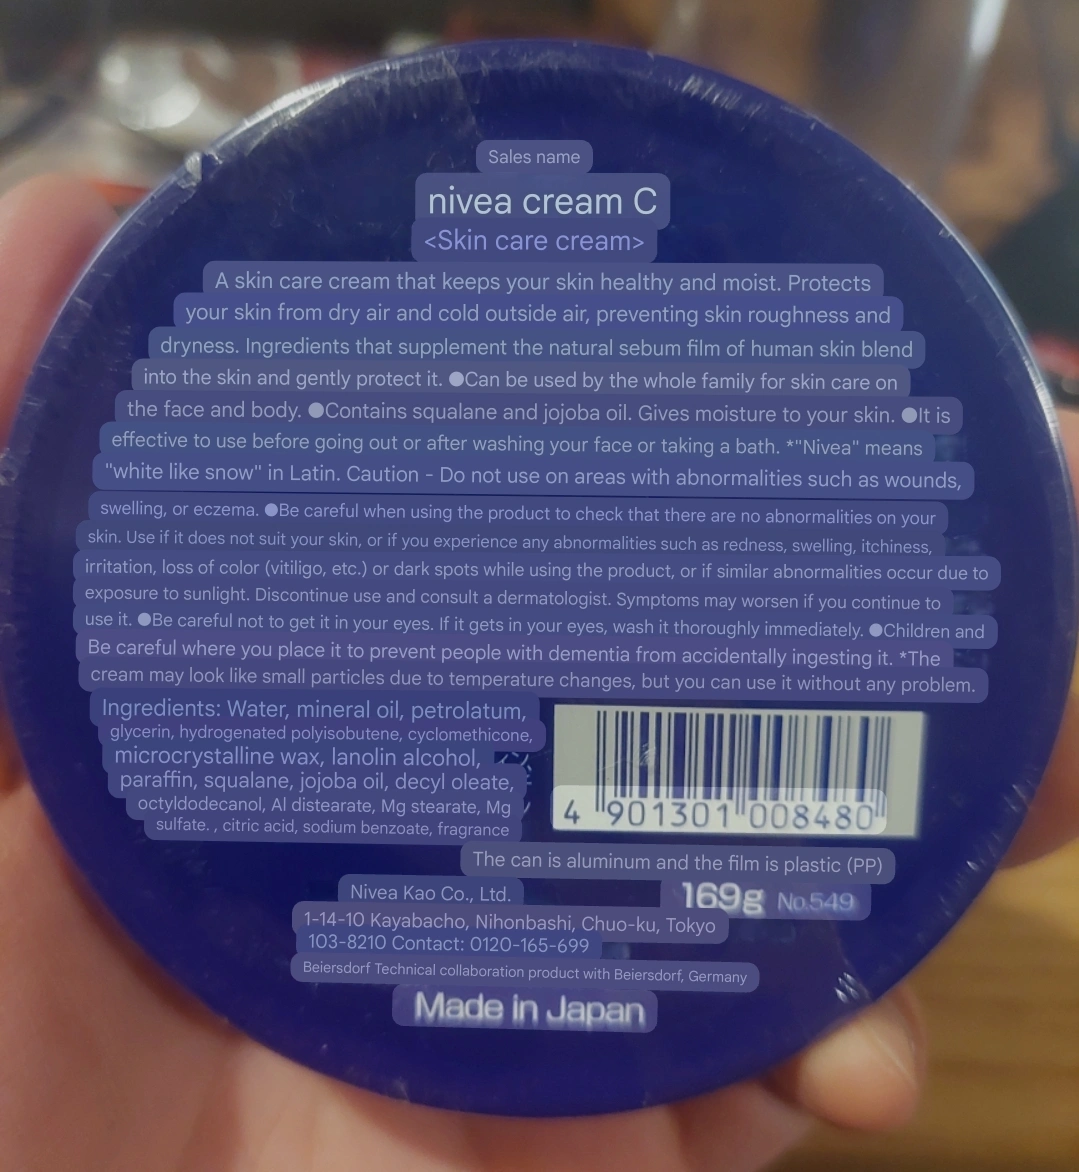 Sales name
nivea cream C
<Skin care cream>
A skin care cream that keeps your skin healthy and moist. Protects
your skin from dry air and cold outside air, preventing skin roughness and
dryness. Ingredients that supplement the natural sebum film of human skin blend
into the skin and gently protect it. ●Can be used by the whole family for skin care on
the face and body. ●Contains squalane and jojoba oil. Gives moisture to your skin. ●It is
effective to use before going out or after washing your face or taking a bath. *"Nivea" means
"white like snow" in Latin. Caution - Do not use on areas with abnormalities such as wounds,
swelling, or eczema. ●Be careful when using the product to check that there are no abnormalities on your
skin. Use if it does not suit your skin, or if you experience any abnormalities such as redness, swelling, itchiness,
irritation, loss of color (vitiligo, etc.) or dark spots while using the product, or if similar abnormalities occur due to
exposure to sunlight. Discontinue use and consult a dermatologist. Symptoms may worsen if you continue to
use it. ●Be careful not to get it in your eyes. If it gets in your eyes, wash it thoroughly immediately. ●Children and
Be careful where you place it to prevent people with dementia from accidentally ingesting it. *The
cream may look like small particles due to temperature changes, but you can use it without any problem.
Ingredients: Water, mineral oil, petrolatum,
glycerin, hydrogenated polyisobutene, cyclomethicone,
microcrystalline wax, lanolin alcohol,
paraffin, squalane, jojoba oil, decyl oleate,
octyldodecanol, Al distearate, Mg stearate, Mg
sulfate. , citric acid, sodium benzoate, fragrance
4 901301 008480
The can is aluminum and the film is plastic (PP)
169g No.549
Nivea Kao Co., Ltd.
1-14-10 Kayabacho, Nihonbashi, Chuo-ku, Tokyo
103-8210 Contact: 0120-165-699
Beiersdorf Technical collaboration product with Beiersdorf, Germany
Made in Japan